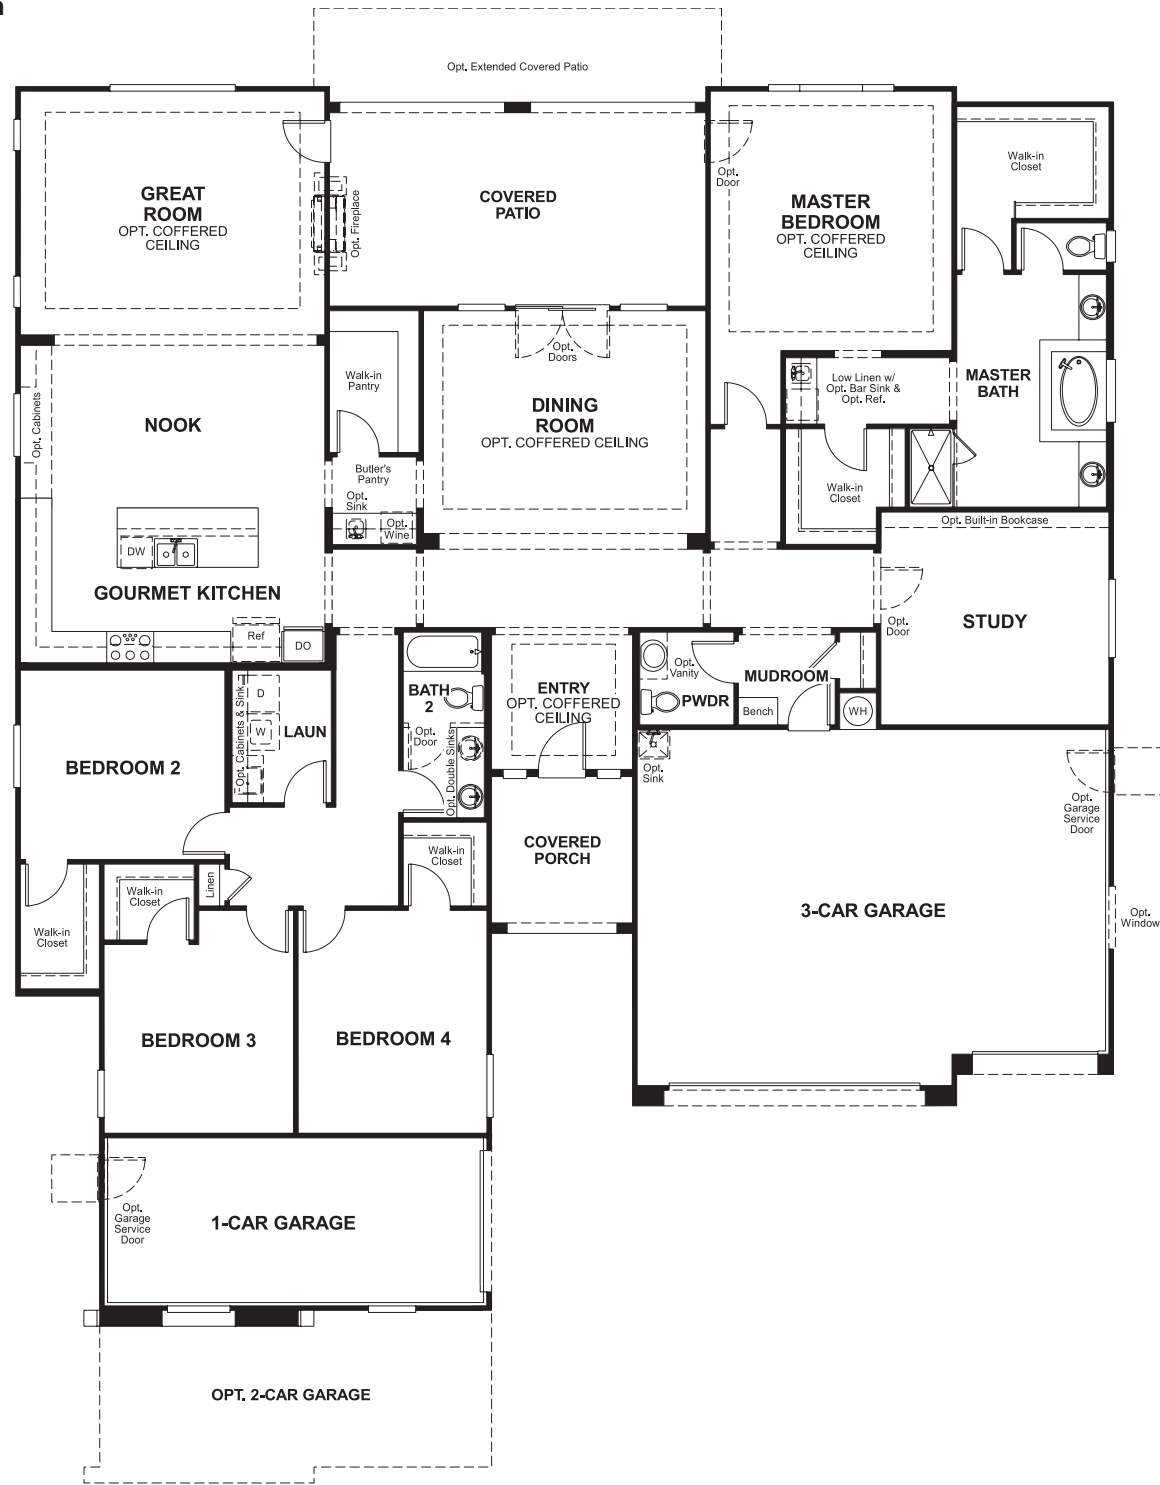 n
Opt. Extended Covered Patio
GREAT
ROOM
OPT. COFFERED
CEILING
Opt. Fireplace
COVERED
PATIO
Opt.
Door
MASTER
BEDROOM
OPT. COFFERED
CEILING
Walk-in
Closet
Opt.
Doors
Walk-in
Pantry
Opt. Cabinets
NOOK
DINING
ROOM
OPT. COFFERED CEILING
Low Linen w/
Opt. Bar Sink &
Opt. Ref.
MASTER
BATH
Butler's
Pantry
Opt.
Sink
Opt.
Wine
Walk-in
Closet
Opt. Built-in Bookcase
DW
GOURMET KITCHEN
Ref
DO
Opt.
Door
STUDY
BATH
2
Opt.
Door
Opt. Double Sinks
ENTRY
OPT. COFFERED
CEILING
Opt.
Vanity
PWDR
MUDROOM
Bench
WH
Opt. Cabinets & Sink
D
W
LAUN
BEDROOM 2
Opt.
Sink
Opt.
Garage
Service
Door
COVERED
PORCH
Walk-in
Closet
Linen
Walk-in
Closet
Walk-in
Closet
3-CAR GARAGE
Opt.
Window
BEDROOM 3
BEDROOM 4
Opt.
Garage
Service
Door
1-CAR GARAGE
OPT. 2-CAR GARAGE